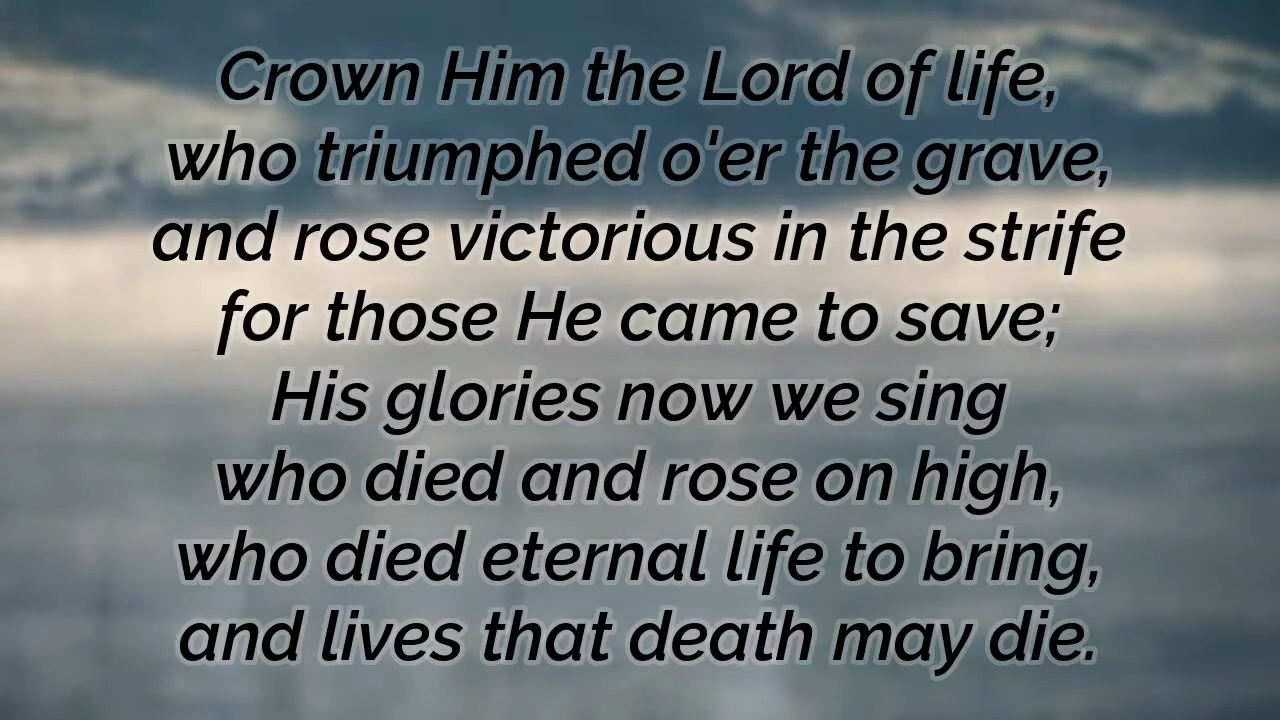 Crown Him the Lord of life,
who triumphed o'er the grave,
and rose victorious in the strife
for those He came to save;
His glories now we sing
who died and rose on high,
who died eternal life to bring,
and lives that death may die.